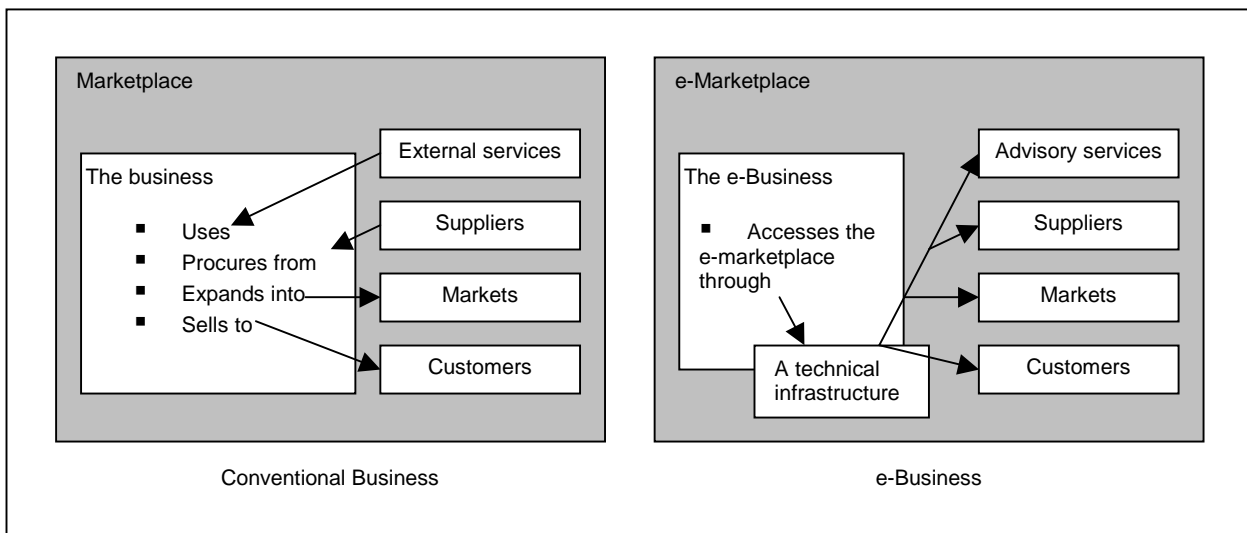 Marketplace
The business
▪ Uses
▪ Procures from
▪ Expands into
▪ Sells to
External services
Suppliers
Markets
Customers
Conventional Business
e-Marketplace
The e-Business
▪ Accesses the
e-marketplace
through
A technical
infrastructure
Advisory services
Suppliers
Markets
Customers
e-Business